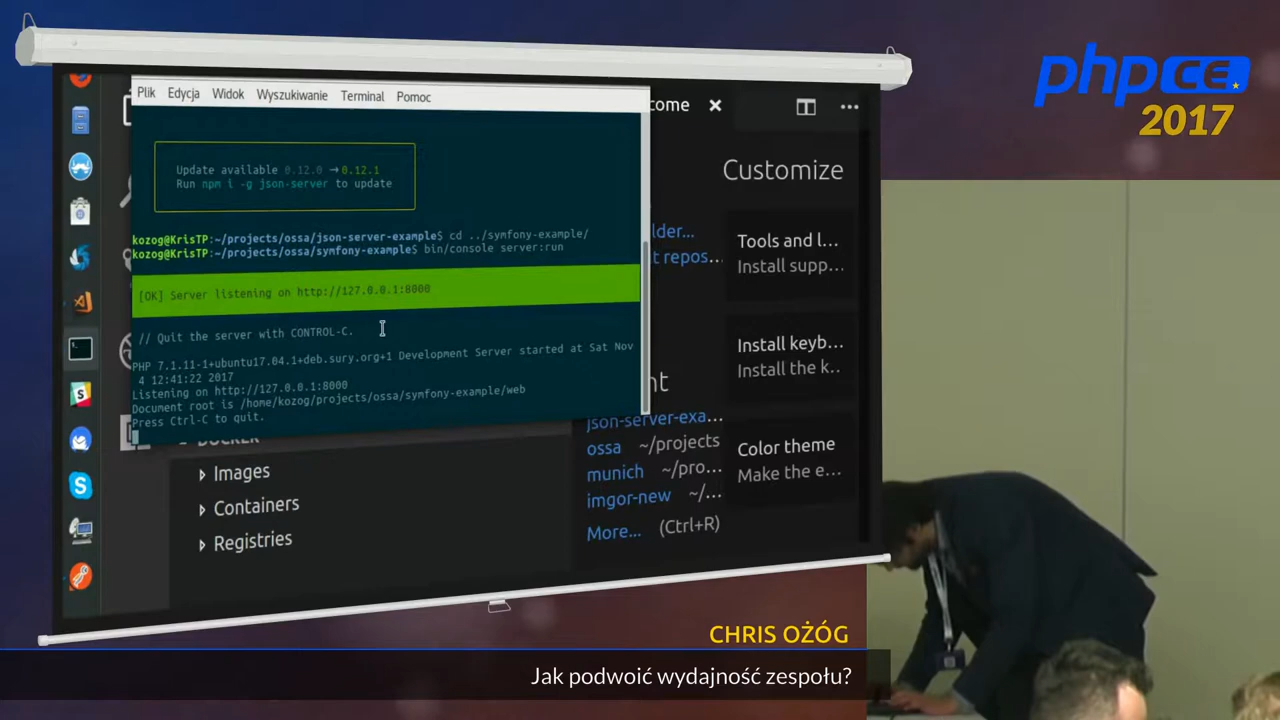 phpCE
2017
Plik Edycja Widok Wyszukiwanie Terminal Pomoc
come
Update available 0.12.0 → 0.12.1
Run npm i -g json-server to update
kozog@KrisTP:~/projects/ossa/json-server-example$ cd ../symfony-example/
kozog@KrisTP:~/projects/ossa/symfony-example$ bin/console server:run
[OK] Server listening on http://127.0.0.1:8000
// Quit the server with CONTROL-C.
PHP 7.1.11-1+ubuntu17.04.1+deb.sury.org+1 Development Server started at Sat Nov
4 12:41:22 2017
Listening on http://127.0.0.1:8000
Document root is /home/kozog/projects/ossa/symfony-example/web
Press Ctrl-C to quit.
DOCKER
Images
Containers
Registries
lder...
t repos...
nt
json-server-exa...
ossa ~/projects
munich ~/pro...
imgor-new ~/...
More... (Ctrl+R)
Customize
Tools and l...
Install supp...
Install keyb...
Install the k...
Color theme
Make the e...
CHRIS OŻÓG
Jak podwoić wydajność zespołu?